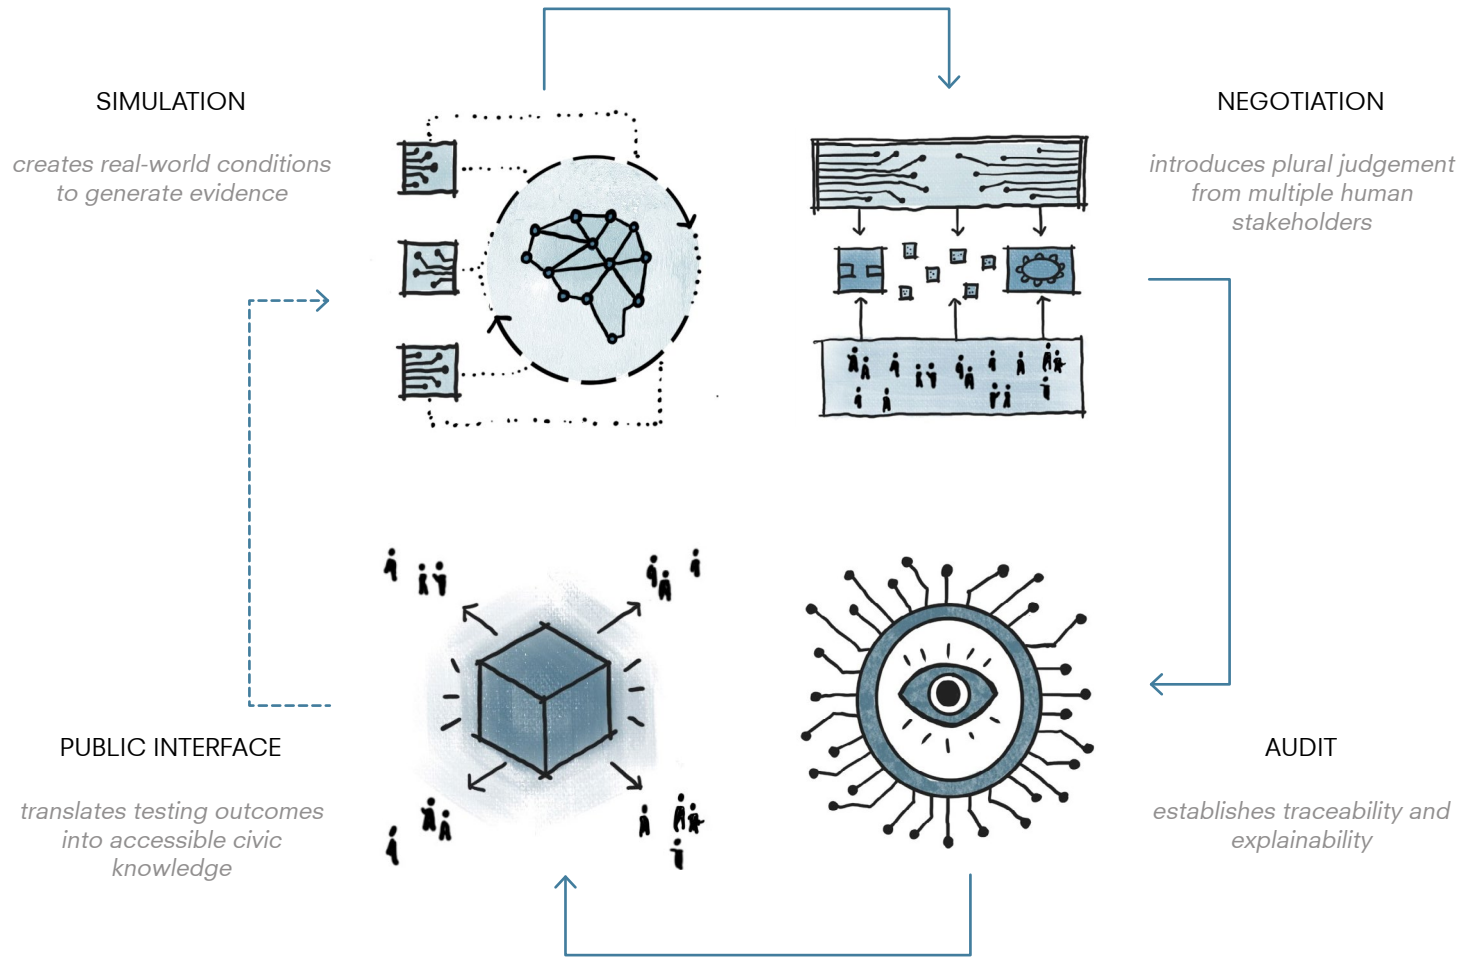 SIMULATION
creates real-world conditions
to generate evidence
NEGOTIATION
introduces plural judgement
from multiple human
stakeholders
PUBLIC INTERFACE
translates testing outcomes
into accessible civic
knowledge
AUDIT
establishes traceability and
explainability